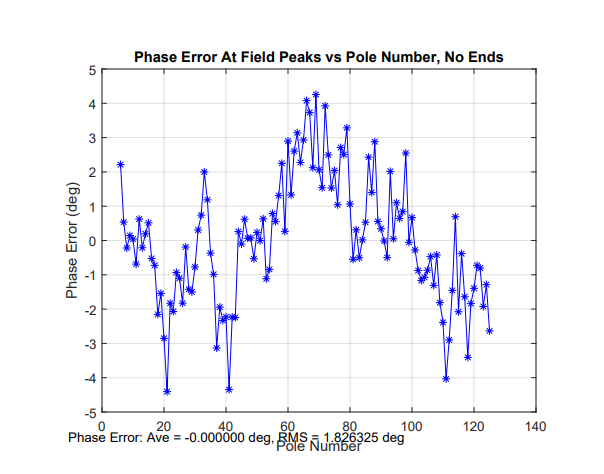 Phase Error At Field Peaks vs Pole Number, No Ends
5
4
3
2
1
0
-1
-2
-3
-4
-5
Phase Error (deg)
0 20 40 60 80 100 120 140
Pole Number
Phase Error: Ave = -0.000000 deg, RMS = 1.826325 deg